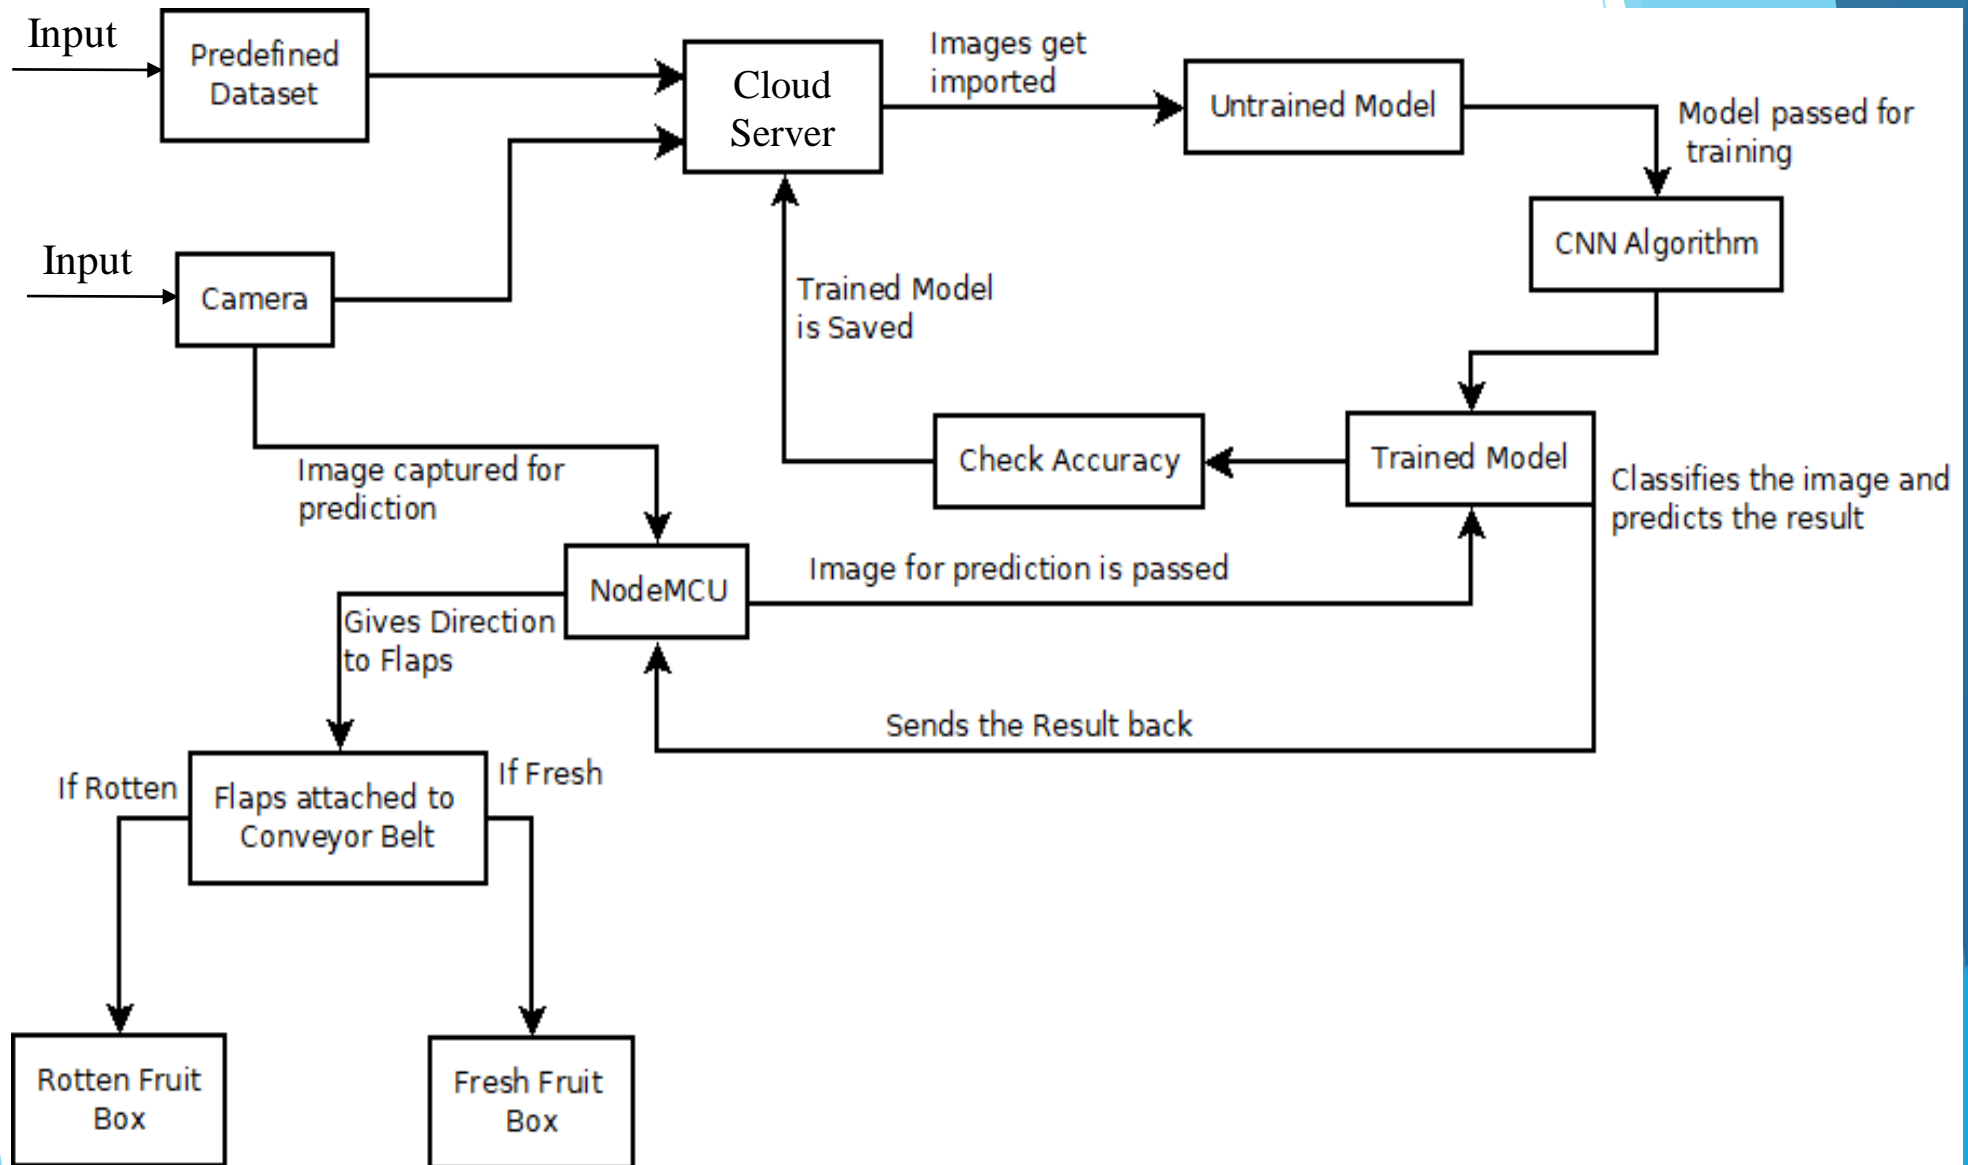 Input
Predefined
Dataset
Cloud
Server
Images get
imported
Untrained Model
Model passed for
training
CNN Algorithm
Input
Camera
Trained Model
is Saved
Check Accuracy
Trained Model
Classifies the image and
predicts the result
Image captured for
prediction
NodeMCU
Image for prediction is passed
Gives Direction
to Flaps
Sends the Result back
If Rotten
Flaps attached to
Conveyor Belt
If Fresh
Rotten Fruit
Box
Fresh Fruit
Box